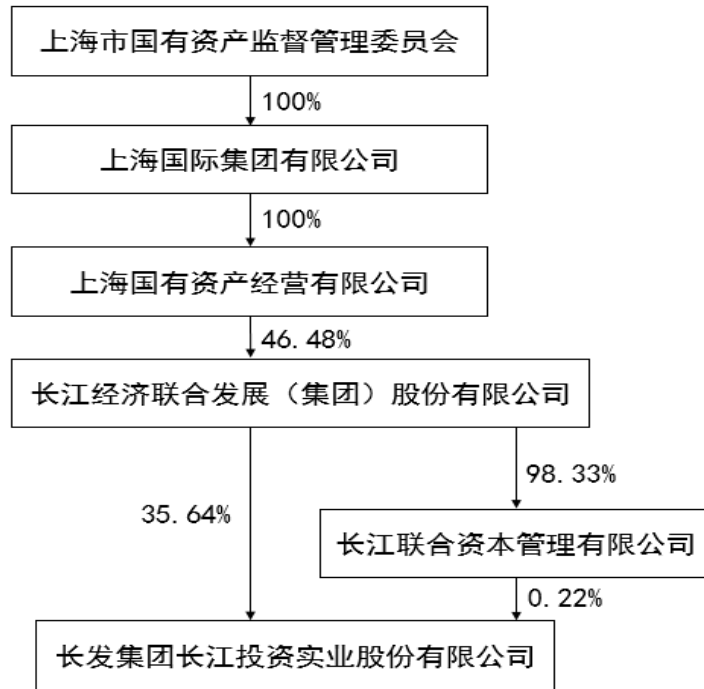 上海市国有资产监督管理委员会
100%
上海国际集团有限公司
100%
上海国有资产经营有限公司
46.48%
长江经济联合发展（集团）股份有限公司
98.33%
35.64%
长江联合资本管理有限公司
0.22%
长发集团长江投资实业股份有限公司